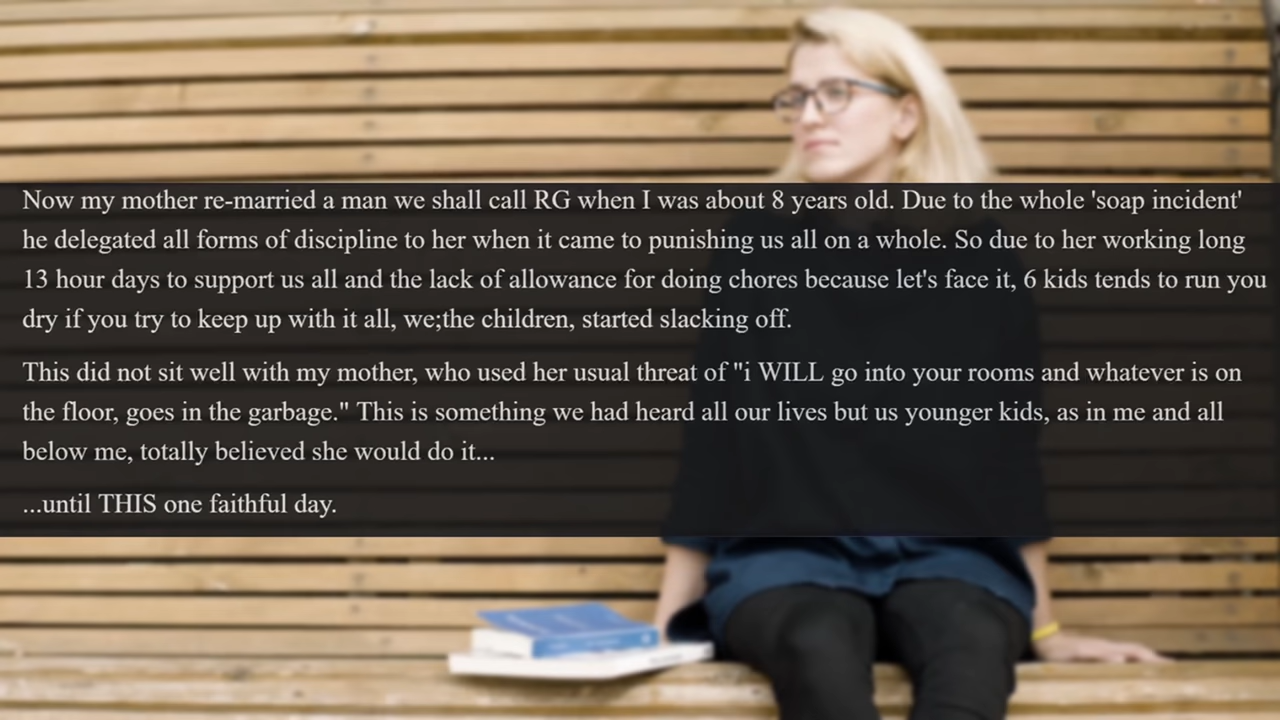 Now my mother re-married a man we shall call RG when I was about 8 years old. Due to the whole 'soap incident'
he delegated all forms of discipline to her when it came to punishing us all on a whole. So due to her working long
13 hour days to support us all and the lack of allowance for doing chores because let's face it, 6 kids tends to run you
dry if you try to keep up with it all, we;the children, started slacking off.
This did not sit well with my mother, who used her usual threat of "i WILL go into your rooms and whatever is on
the floor, goes in the garbage." This is something we had heard all our lives but us younger kids, as in me and all
below me, totally believed she would do it...
...until THIS one faithful day.